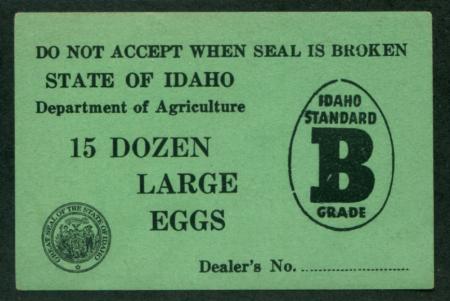 DO NOT ACCEPT WHEN SEAL IS BROKEN
STATE OF IDAHO
Department of Agriculture
15 DOZEN
LARGE
EGGS
IDAHO
STANDARD
B
GRADE
GREAT SEAL OF THE STATE OF IDAHO
Dealer's No. ........................